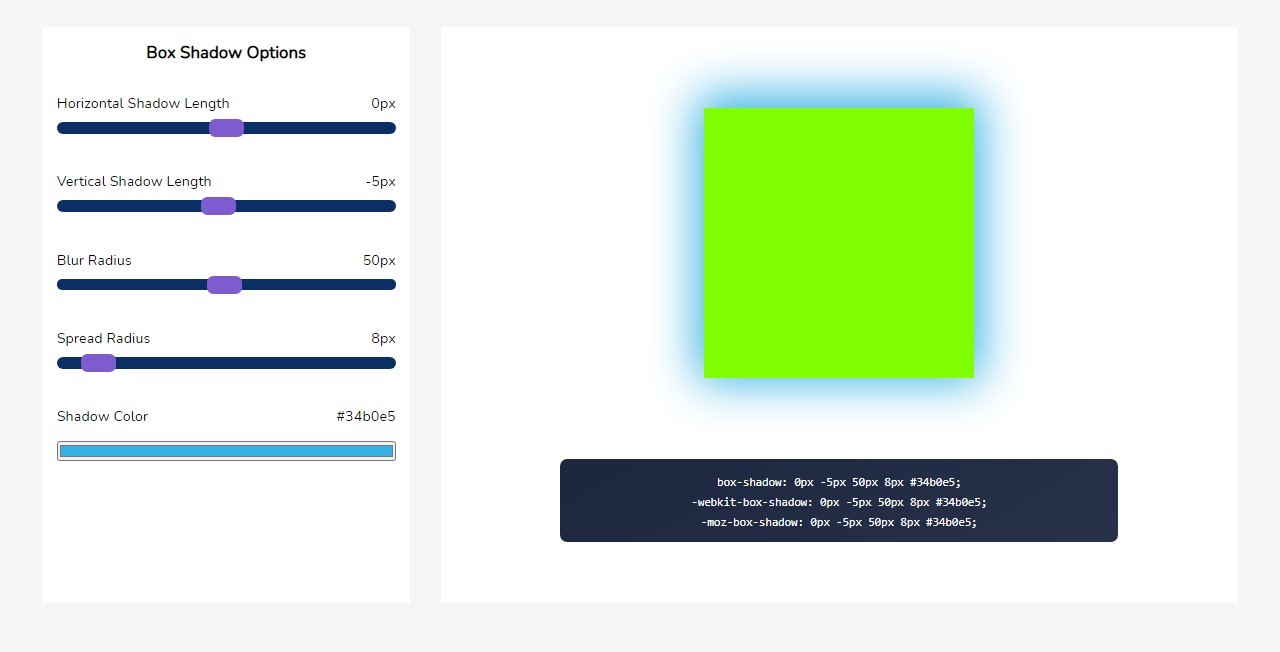 Box Shadow Options
Horizontal Shadow Length 0px
Vertical Shadow Length -5px
Blur Radius 50px
Spread Radius 8px
Shadow Color #34b0e5
box-shadow: 0px -5px 50px 8px #34b0e5;
-webkit-box-shadow: 0px -5px 50px 8px #34b0e5;
-moz-box-shadow: 0px -5px 50px 8px #34b0e5;